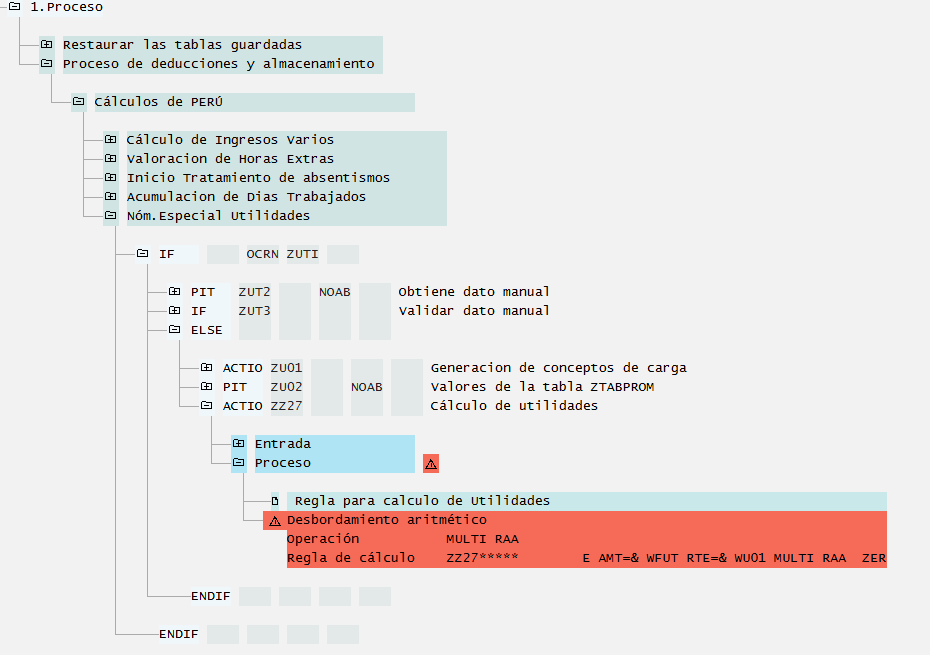 1.Proceso
Restaurar las tablas guardadas
Proceso de deducciones y almacenamiento
Cálculos de PERÚ
Cálculo de Ingresos Varios
Valoracion de Horas Extras
Inicio Tratamiento de absentismos
Acumulacion de Dias Trabajados
Nóm.Especial Utilidades
IF OCRN ZUTI
PIT ZUT2 NOAB Obtiene dato manual
IF ZUT3 Validar dato manual
ELSE
ACTIO ZU01 Generacion de conceptos de carga
PIT ZU02 NOAB Valores de la tabla ZTABPROM
ACTIO ZZ27 Cálculo de utilidades
Entrada
Proceso
Regla para calculo de Utilidades
Desbordamiento aritmético
Operación MULTI RAA
Regla de cálculo ZZ27***** E AMT=& WFUT RTE=& WU01 MULTI RAA ZER
ENDIF
ENDIF